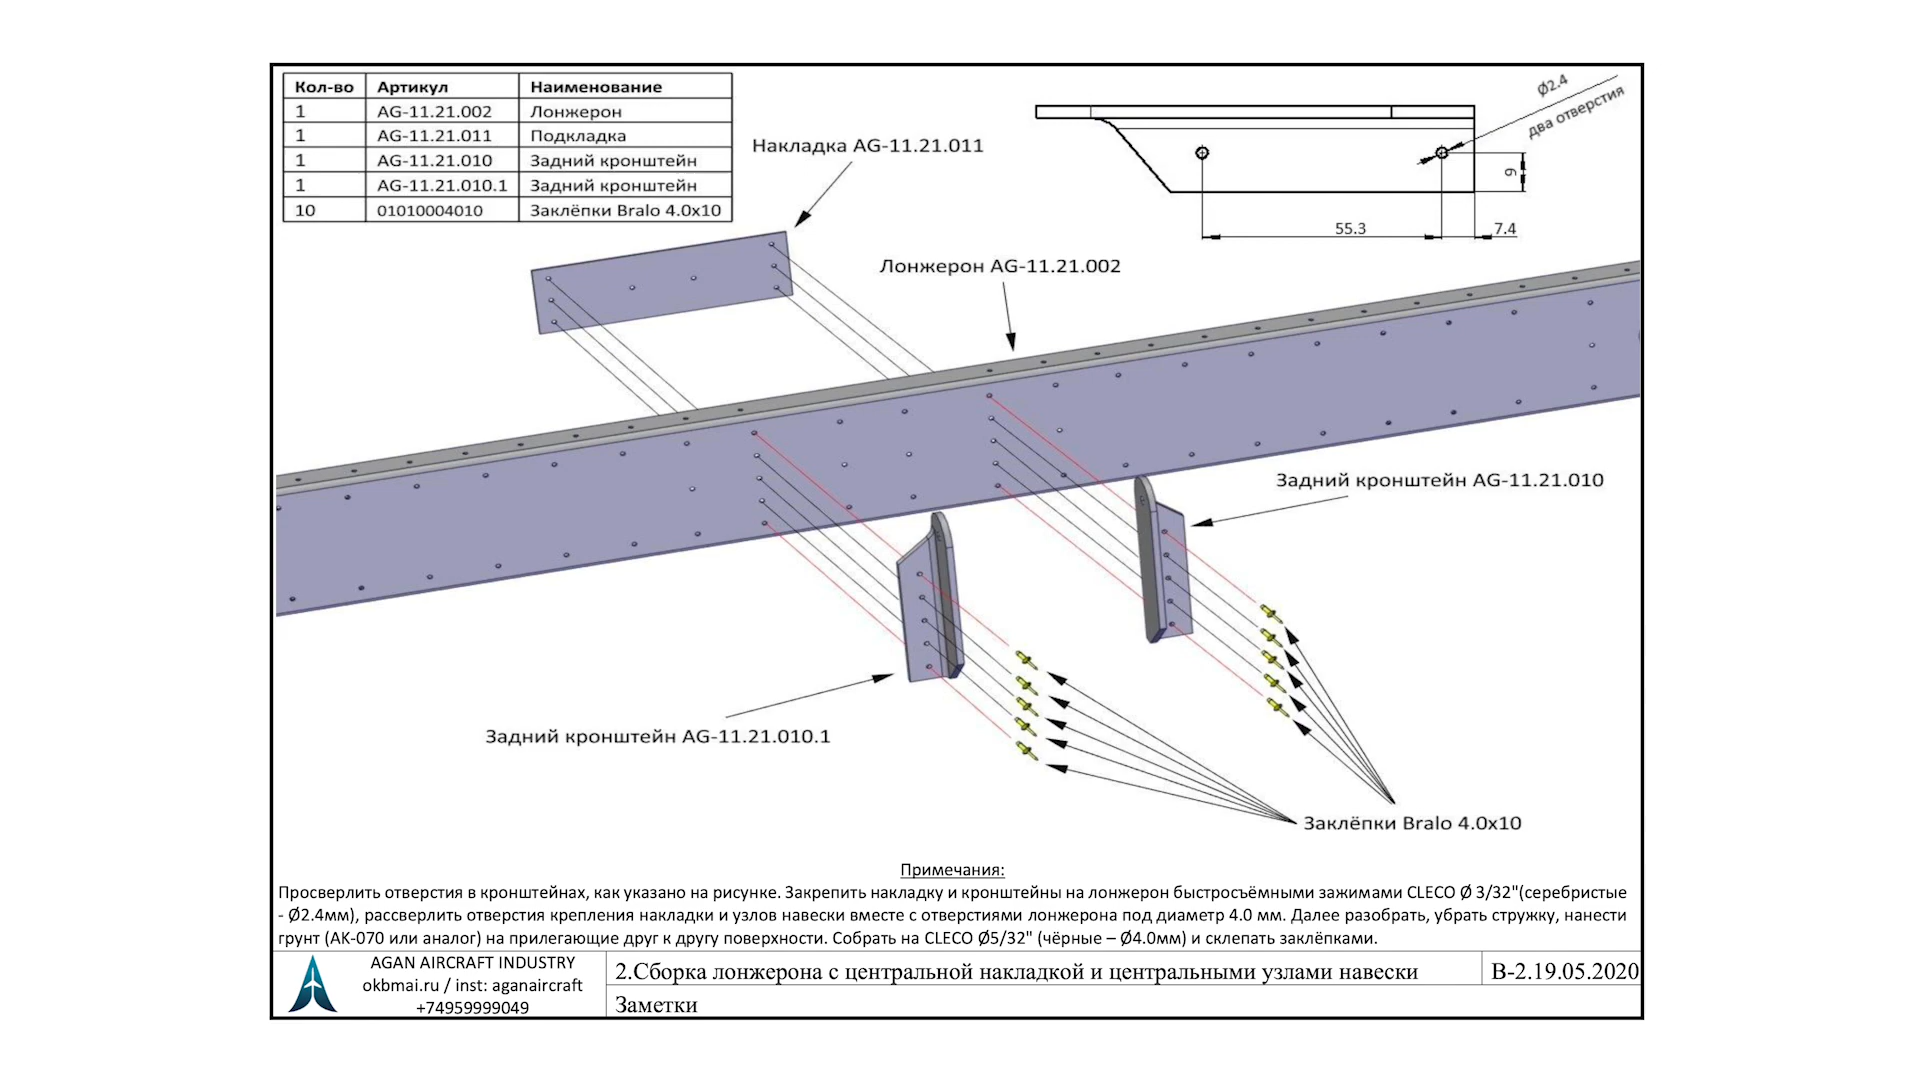 Кол-во Артикул Наименование
1 AG-11.21.002 Лонжерон
1 AG-11.21.011 Подкладка
1 AG-11.21.010 Задний кронштейн
1 AG-11.21.010.1 Задний кронштейн
10 01010004010 Заклёпки Bralo 4.0x10
Накладка AG-11.21.011
Ø2.4
два отверстия
9
55.3
7.4
Лонжерон AG-11.21.002
Задний кронштейн AG-11.21.010
Задний кронштейн AG-11.21.010.1
Заклёпки Bralo 4.0x10
Примечания:
Просверлить отверстия в кронштейнах, как указано на рисунке. Закрепить накладку и кронштейны на лонжерон быстросъёмными зажимами CLECO Ø 3/32"(серебристые
- Ø2.4мм), рассверлить отверстия крепления накладки и узлов навески вместе с отверстиями лонжерона под диаметр 4.0 мм. Далее разобрать, убрать стружку, нанести
грунт (АК-070 или аналог) на прилегающие друг к другу поверхности. Собрать на CLECO Ø5/32" (чёрные – Ø4.0мм) и склепать заклёпками.
AGAN AIRCRAFT INDUSTRY
okbmai.ru / inst: aganaircraft
+74959999049
2.Сборка лонжерона с центральной накладкой и центральными узлами навески
B-2.19.05.2020
Заметки